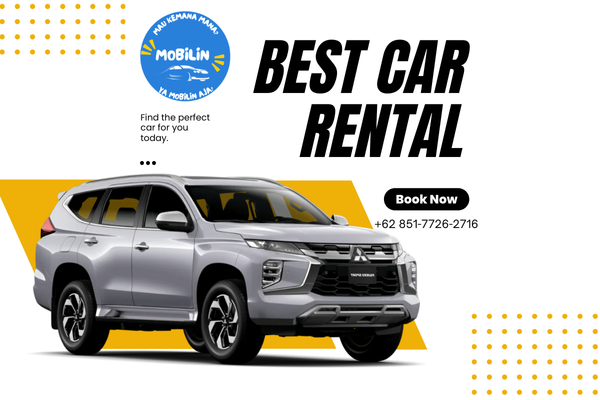 MAU KEMANA MANA?
MOBILIN
YA MOBILIN AJA!
BEST CAR
RENTAL
Find the perfect
car for you
today.
Book Now
+62 851-7726-2716